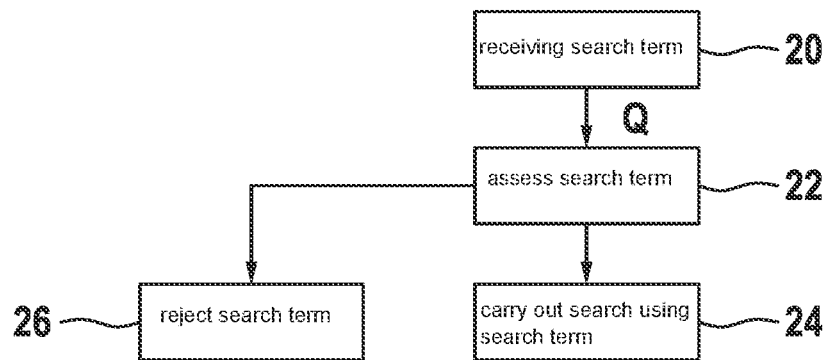 receiving search term
20
Q
assess search term
22
reject search term
26
carry out search using
search term
24